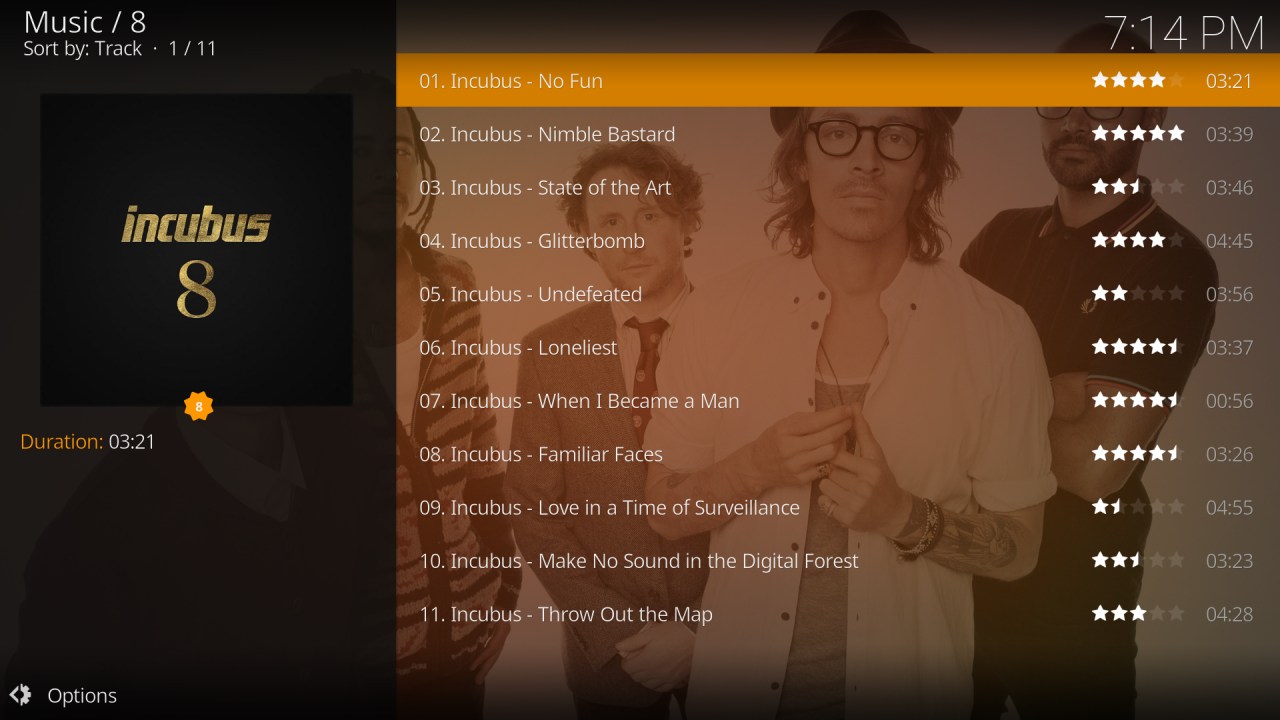 Music / 8
Sort by: Track · 1 / 11
7:14 PM
incubus
8
8
Duration: 03:21
01. Incubus - No Fun 03:21
02. Incubus - Nimble Bastard 03:39
03. Incubus - State of the Art 03:46
04. Incubus - Glitterbomb 04:45
05. Incubus - Undefeated 03:56
06. Incubus - Loneliest 03:37
07. Incubus - When I Became a Man 00:56
08. Incubus - Familiar Faces 03:26
09. Incubus - Love in a Time of Surveillance 04:55
10. Incubus - Make No Sound in the Digital Forest 03:23
11. Incubus - Throw Out the Map 04:28
Options